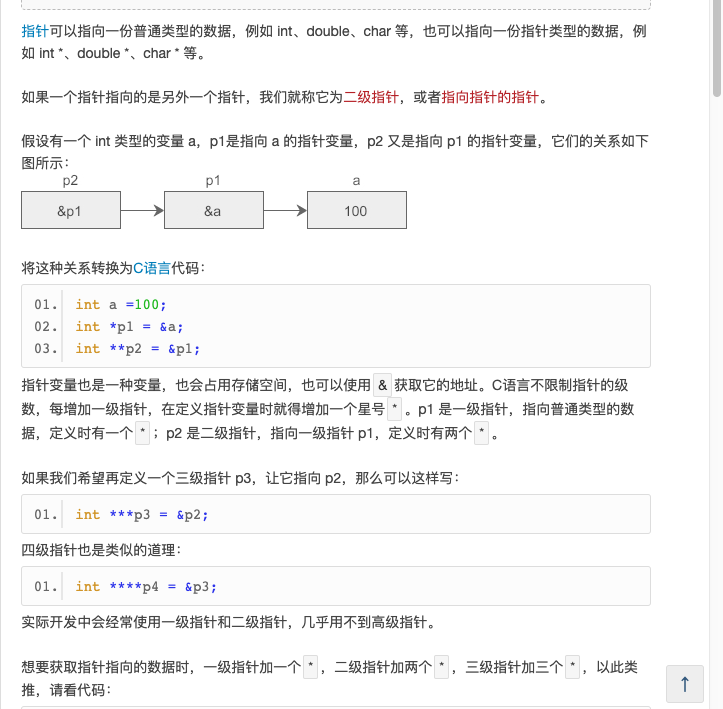 指针可以指向一份普通类型的数据，例如 int、double、char 等，也可以指向一份指针类型的数据，例
如 int *、double *、char * 等。
如果一个指针指向的是另外一个指针，我们就称它为二级指针，或者指向指针的指针。
假设有一个 int 类型的变量 a，p1是指向 a 的指针变量，p2 又是指向 p1 的指针变量，它们的关系如下
图所示：
p2 p1 a
&p1 &a 100
将这种关系转换为C语言代码：
01. int a =100;
02. int *p1 = &a;
03. int **p2 = &p1;
指针变量也是一种变量，也会占用存储空间，也可以使用 & 获取它的地址。C语言不限制指针的级
数，每增加一级指针，在定义指针变量时就得增加一个星号 * 。p1 是一级指针，指向普通类型的数
据，定义时有一个 * ；p2 是二级指针，指向一级指针 p1，定义时有两个 * 。
如果我们希望再定义一个三级指针 p3，让它指向 p2，那么可以这样写：
01. int ***p3 = &p2;
四级指针也是类似的道理：
01. int ****p4 = &p3;
实际开发中会经常使用一级指针和二级指针，几乎用不到高级指针。
想要获取指针指向的数据时，一级指针加一个 * ，二级指针加两个 * ，三级指针加三个 * ，以此类
推，请看代码：